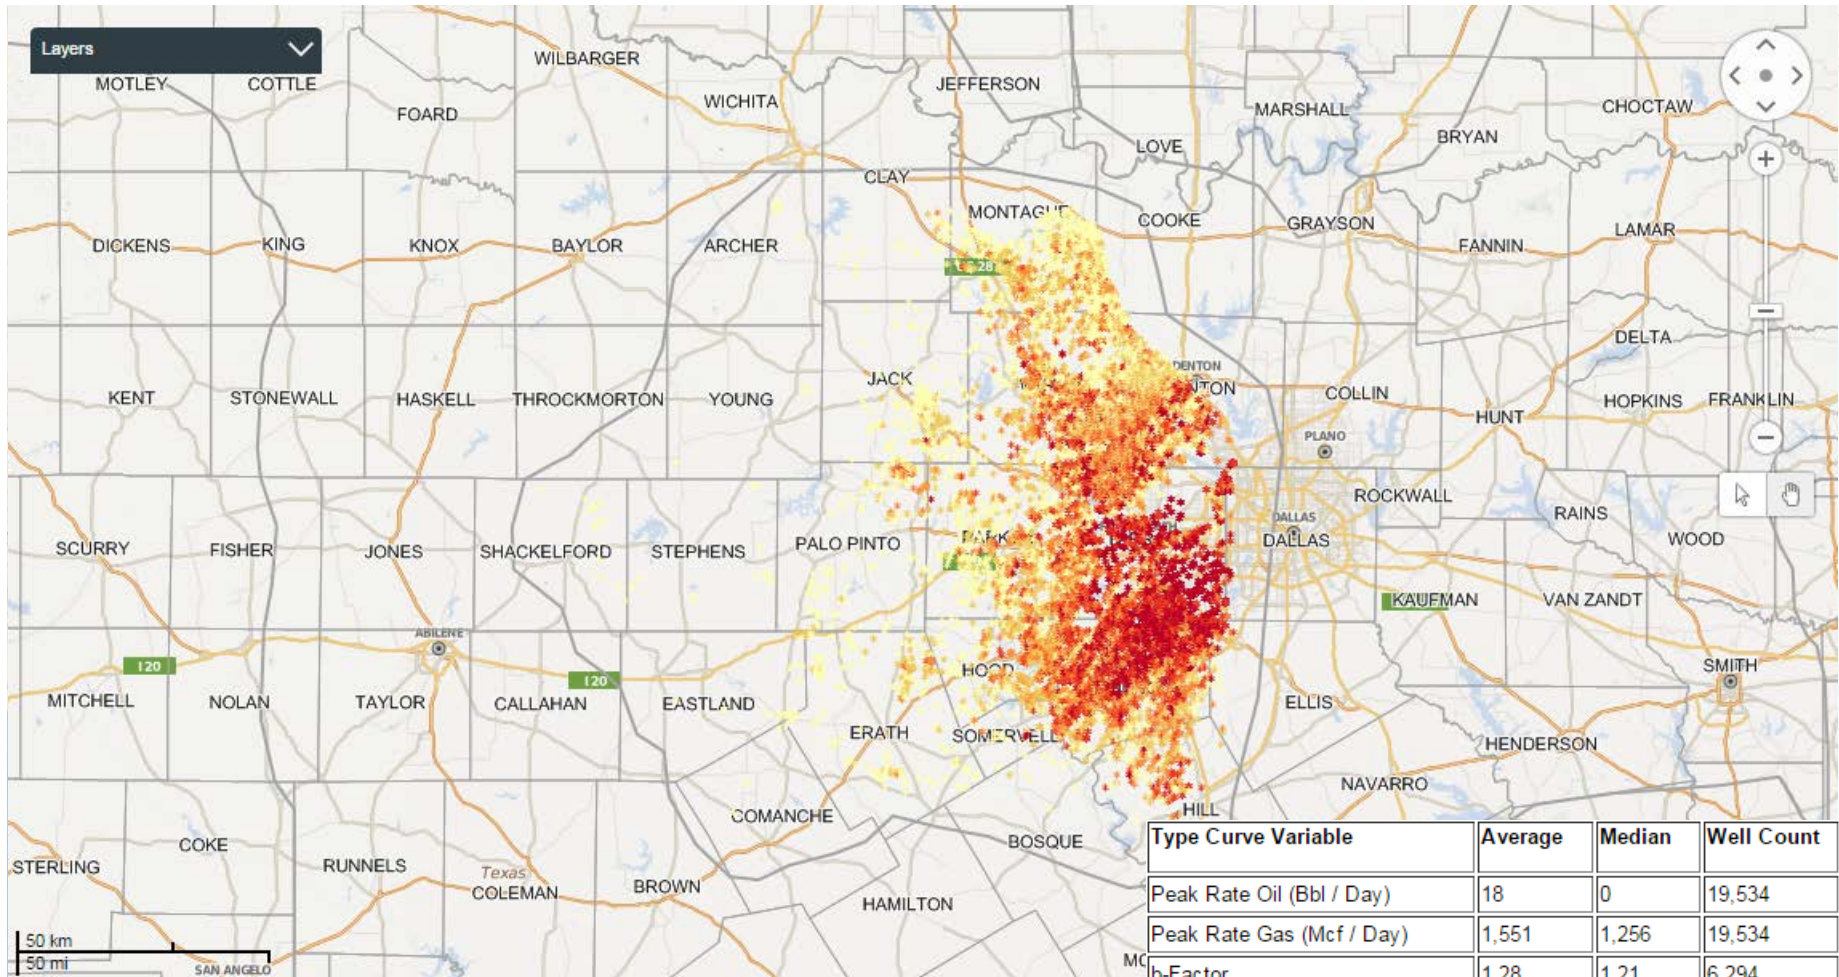 Layers
WILBARGER
MOTLEY
COTTLE
JEFFERSON
WICHITA
FOARD
MARSHALL
CHOCTAW
BRYAN
LOVE
CLAY
MONTAGUE
COOKE
GRAYSON
LAMAR
DICKENS
KING
KNOX
BAYLOR
ARCHER
FANNIN
28
DELTA
DENTON
JACK
NTON
COLLIN
KENT
STONEWALL
HASKELL
THROCKMORTON
YOUNG
HOPKINS
FRANKLIN
HUNT
PLANO
ROCKWALL
RAINS
DALLAS
DALLAS
WOOD
SCURRY
FISHER
JONES
SHACKELFORD
STEPHENS
PALO PINTO
PARK
KAUFMAN
VAN ZANDT
ABILENE
I20
I20
HOOD
SMITH
MITCHELL
NOLAN
TAYLOR
CALLAHAN
EASTLAND
ELLIS
ERATH
SOMERVELL
HENDERSON
NAVARRO
COMANCHE
HILL
BOSQUE
COKE
STERLING
RUNNELS
Texas
COLEMAN
BROWN
HAMILTON
50 km
50 mi
SAN ANGELO
MC
Type Curve Variable Average Median Well Count
Peak Rate Oil (Bbl / Day) 18 0 19,534
Peak Rate Gas (Mcf / Day) 1,551 1,256 19,534
b-Factor 1.28 1.21 6,294